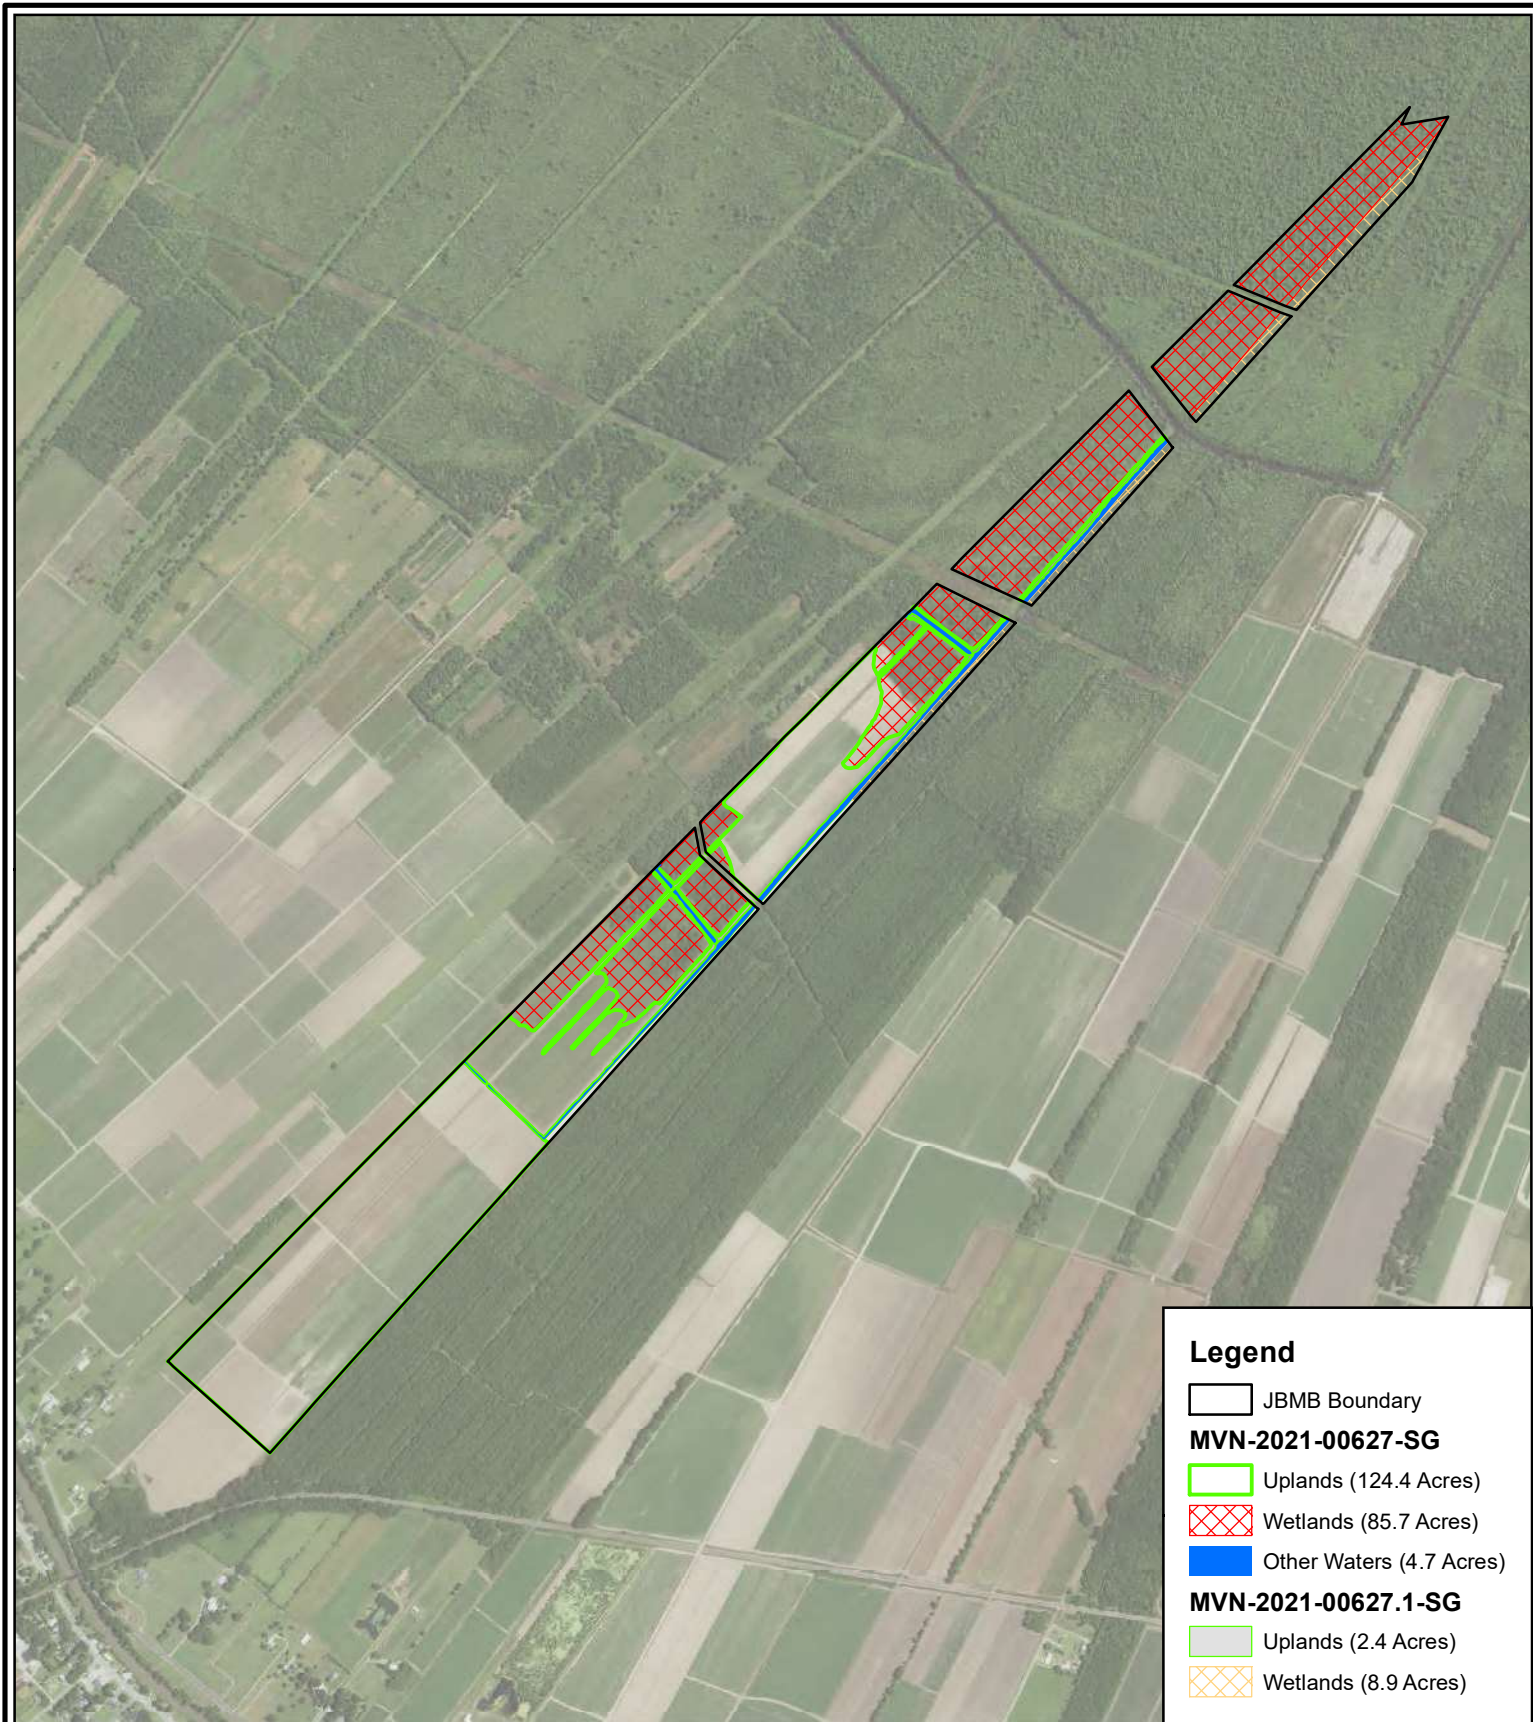 Legend
JBMB Boundary
MVN-2021-00627-SG
Uplands (124.4 Acres)
Wetlands (85.7 Acres)
Other Waters (4.7 Acres)
MVN-2021-00627.1-SG
Uplands (2.4 Acres)
Wetlands (8.9 Acres)